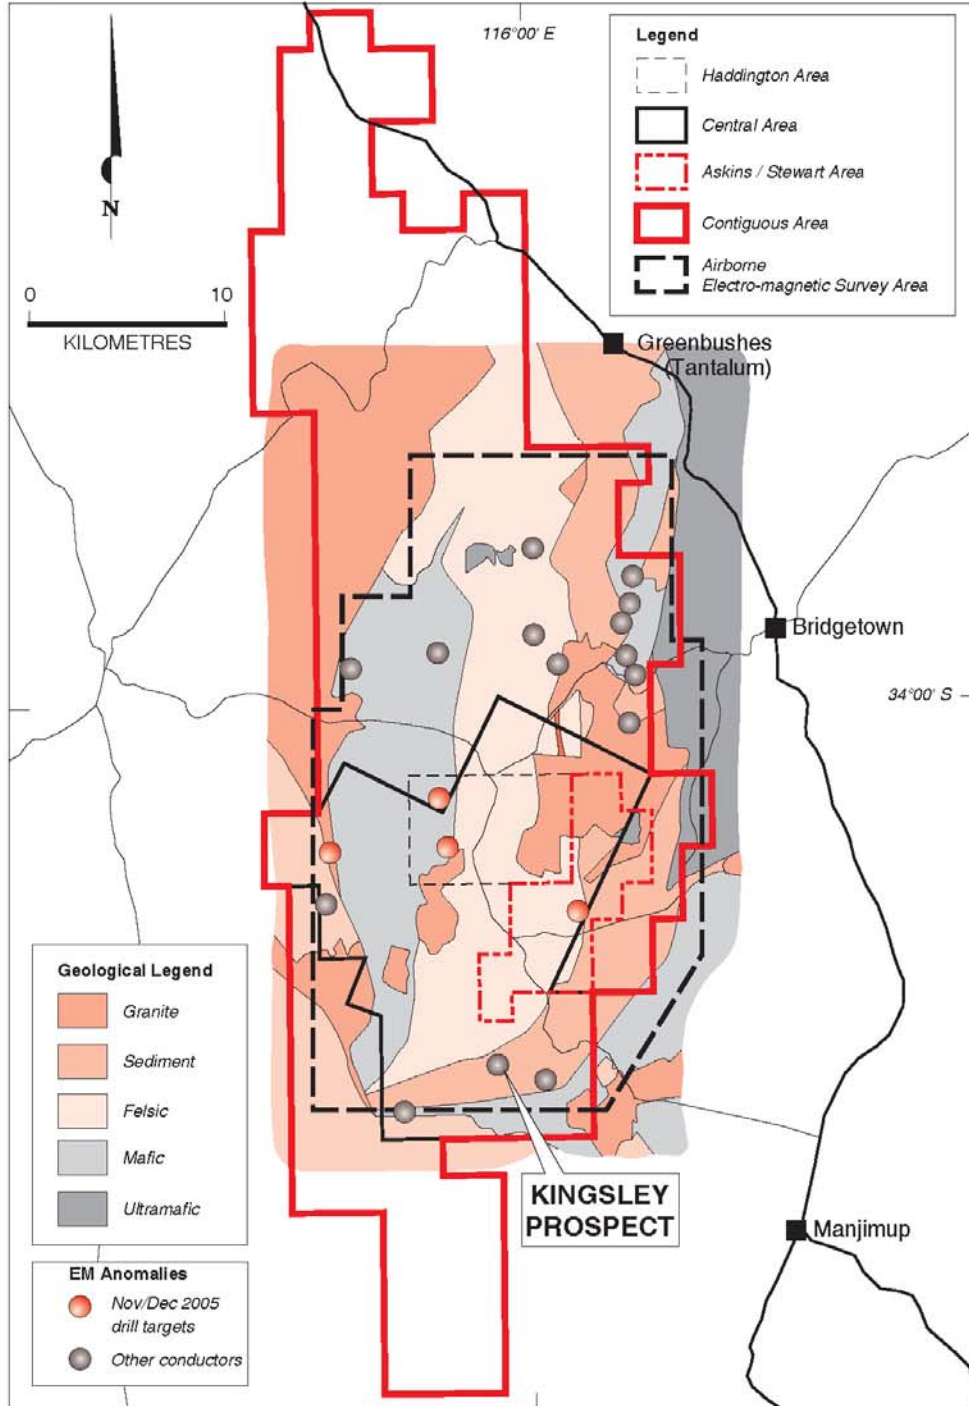 116°00' E
Legend
Haddington Area
Central Area
Askins / Stewart Area
Contiguous Area
Airborne
Electro-magnetic Survey Area
N
0 10
KILOMETRES
Greenbushes
(Tantalum)
Bridgetown
34°00' S
Geological Legend
Granite
Sediment
Felsic
Mafic
Ultramafic
KINGSLEY
PROSPECT
Manjimup
EM Anomalies
Nov/Dec 2005
drill targets
Other conductors